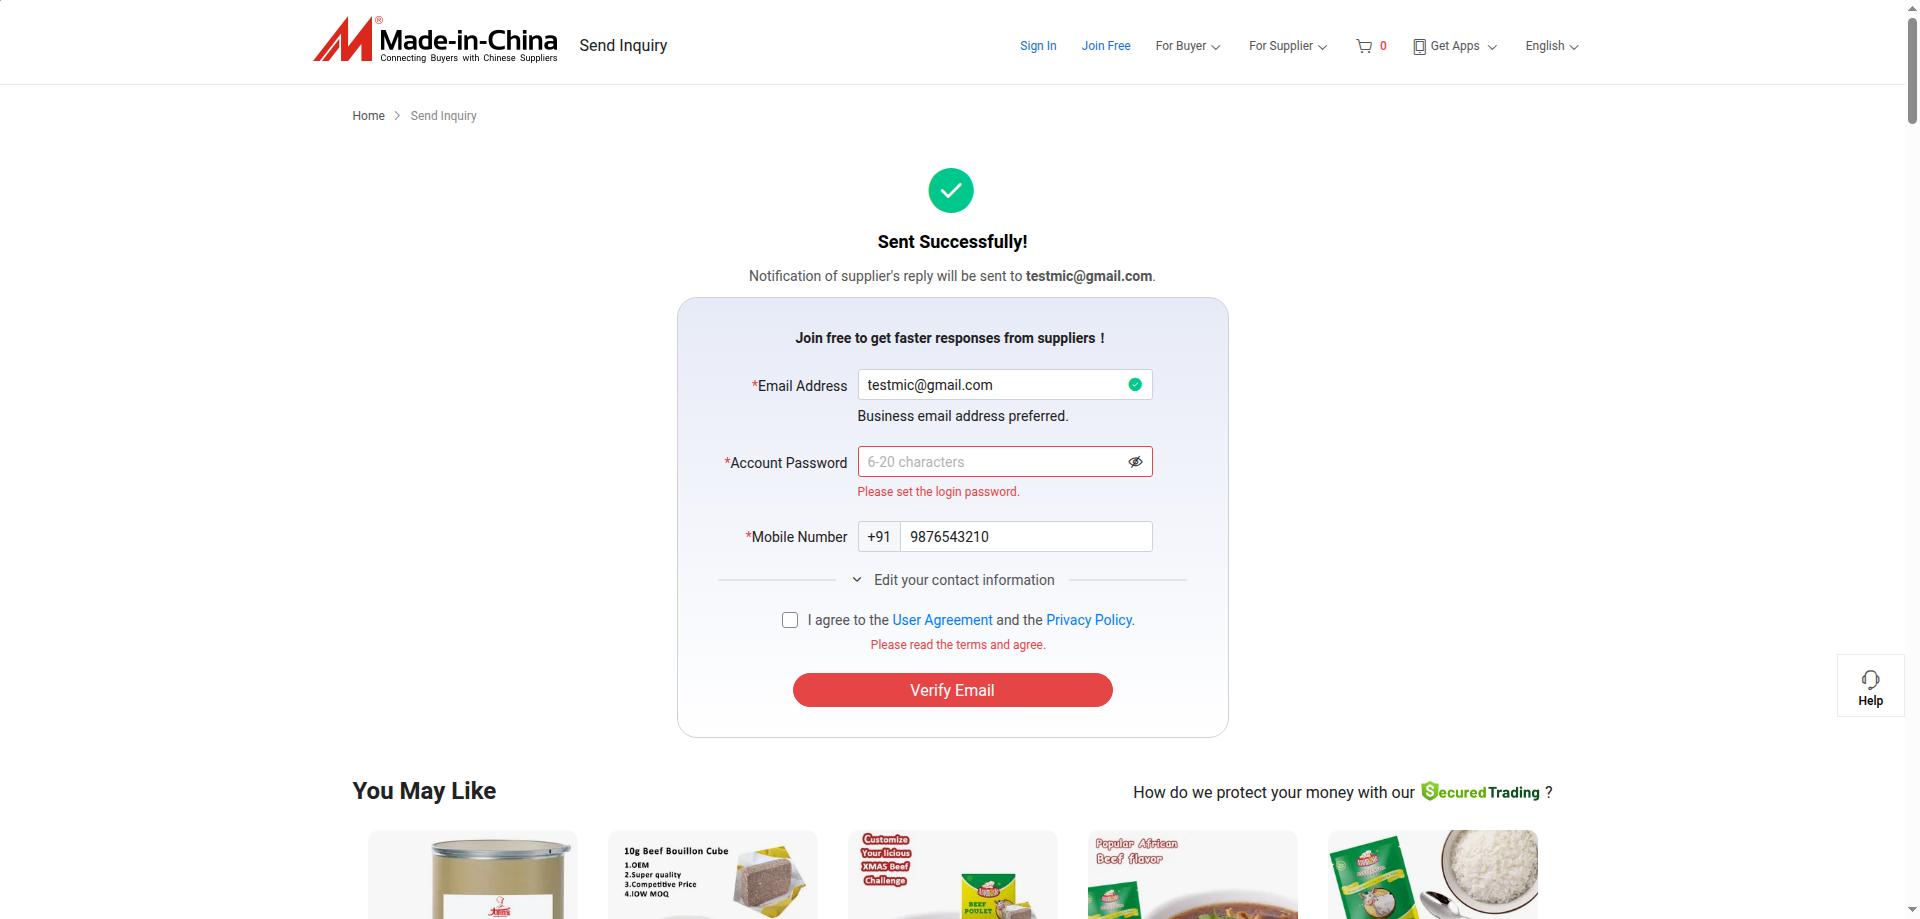 Made-in-China ®
Connecting Buyers with Chinese Suppliers
Send Inquiry
Sign In
Join Free
For Buyer
For Supplier
0
Get Apps
English
Home
Send Inquiry
Sent Successfully!
Notification of supplier's reply will be sent to testmic@gmail.com.
Join free to get faster responses from suppliers !
*Email Address
testmic@gmail.com
Business email address preferred.
*Account Password
6-20 characters
Please set the login password.
*Mobile Number
+91
9876543210
Edit your contact information
I agree to the User Agreement and the Privacy Policy.
Please read the terms and agree.
Verify Email
Help
You May Like
How do we protect your money with our SecuredTrading ?
10g Beef Bouillon Cube
1.OEM
2.Super quality
3.Competitive Price
4.lOW MOQ
Customize
Your licious
XMAS Beef
Challenge
BEEF
POULET
Popular African
Beef flavor